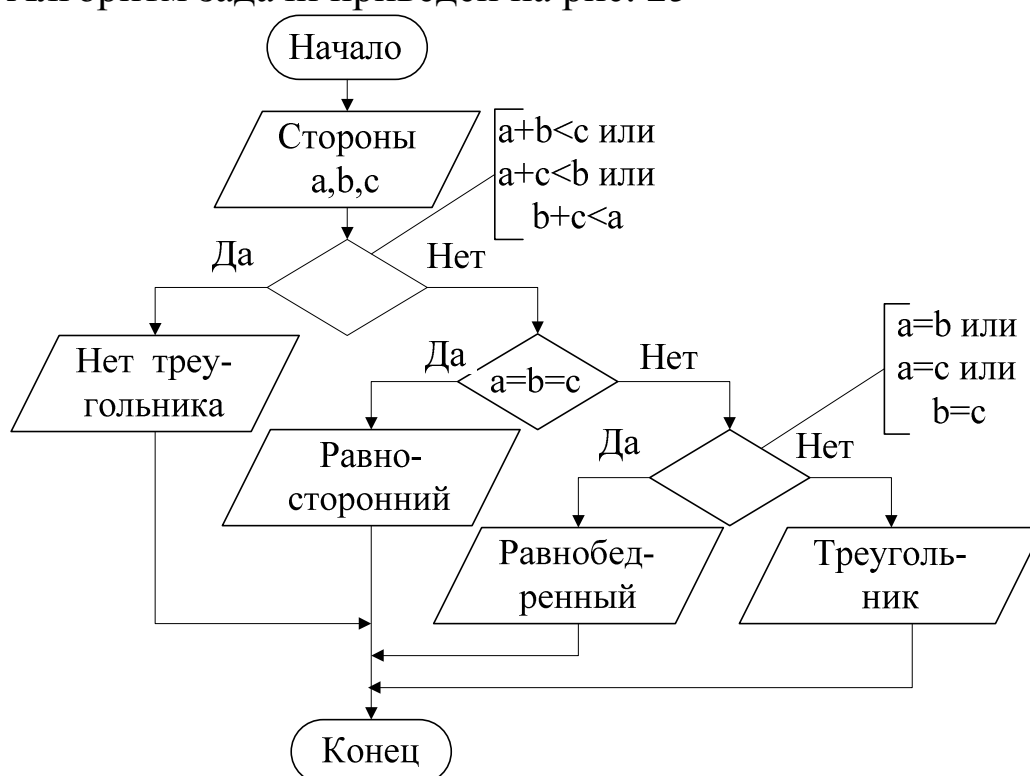 Алгоритм задачи приведен на рис. 23
Начало
Стороны
a,b,c
a+b<c или
a+c<b или
b+c<a
Да
Нет
Нет треу-
гольника
Да
a=b=c
Нет
a=b или
a=c или
b=c
Равно-
сторонний
Да
Нет
Равнобед-
ренный
Треуголь-
ник
Конец